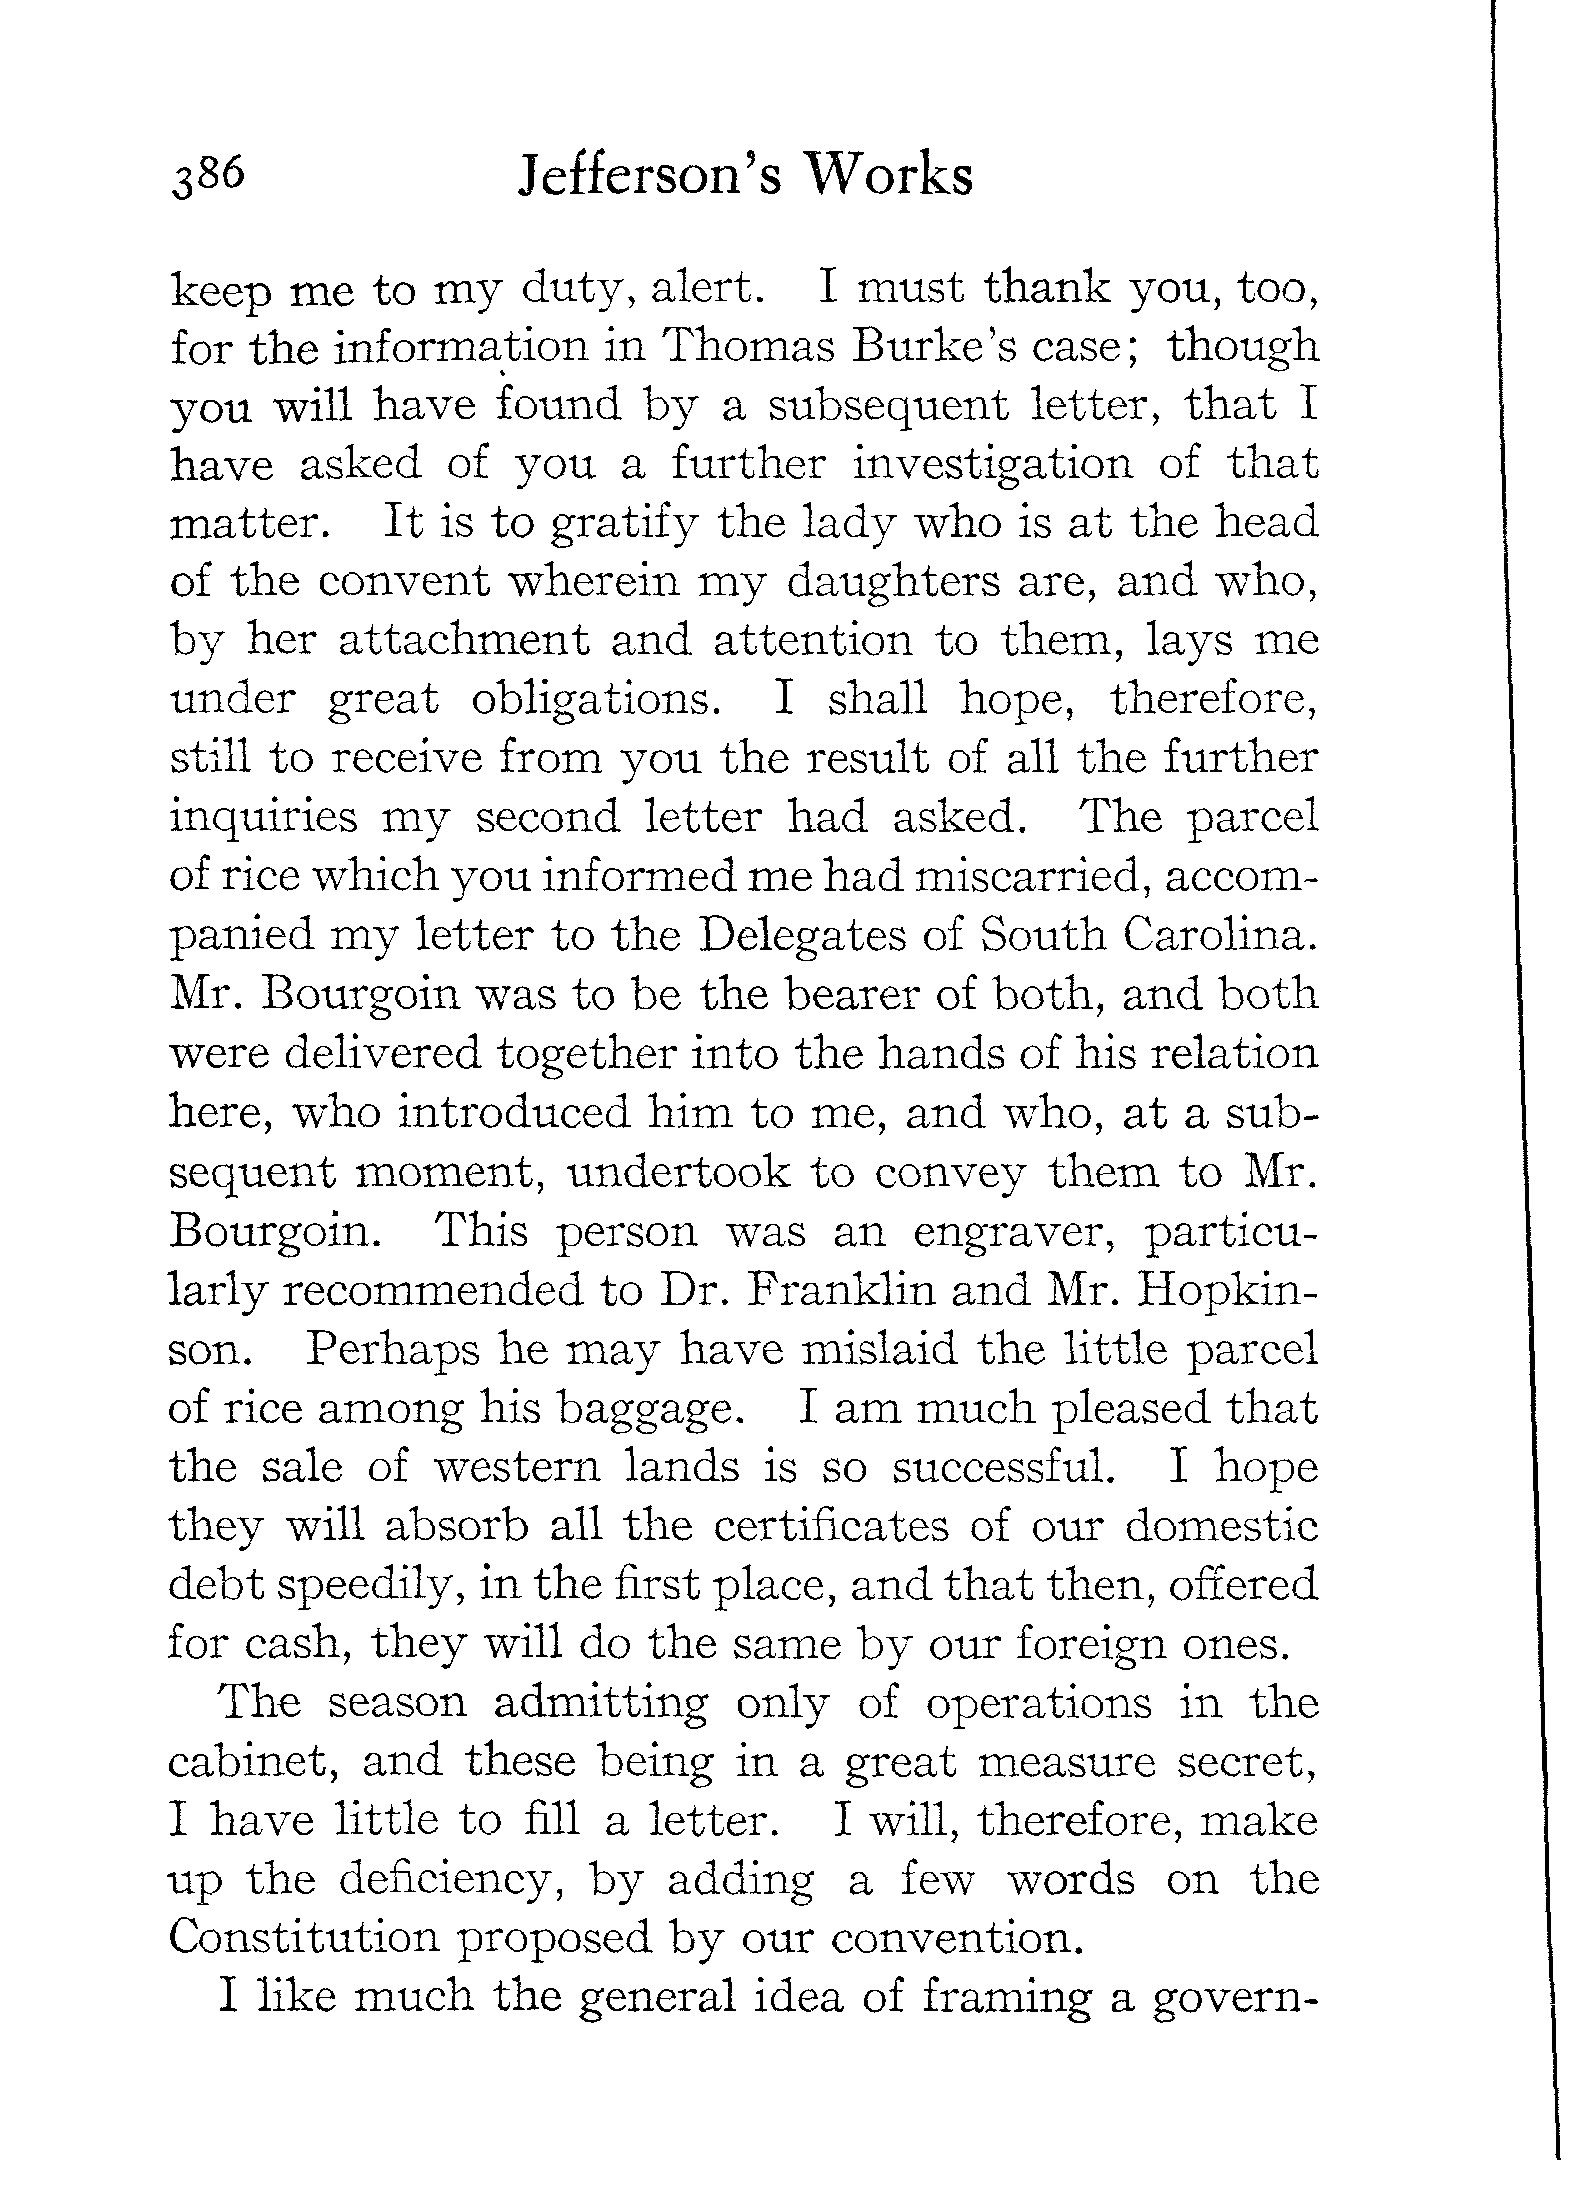 386 Jefferson's Works
keep me to my duty, alert. I must thank you, too,
for the information in Thomas Burke's case; though
you will have found by a subsequent letter, that I
have asked of you a further investigation of that
matter. It is to gratify the lady who is at the head
of the convent wherein my daughters are, and who,
by her attachment and attention to them, lays me
under great obligations. I shall hope, therefore,
still to receive from you the result of all the further
inquiries my second letter had asked. The parcel
of rice which you informed me had miscarried, accom-
panied my letter to the Delegates of South Carolina.
Mr. Bourgoin was to be the bearer of both, and both
were delivered together into the hands of his relation
here, who introduced him to me, and who, at a sub-
sequent moment, undertook to convey them to Mr.
Bourgoin. This person was an engraver, particu-
larly recommended to Dr. Franklin and Mr. Hopkin-
son. Perhaps he may have mislaid the little parcel
of rice among his baggage. I am much pleased that
the sale of western lands is so successful. I hope
they will absorb all the certificates of our domestic
debt speedily, in the first place, and that then, offered
for cash, they will do the same by our foreign ones.
The season admitting only of operations in the
cabinet, and these being in a great measure secret,
I have little to fill a letter. I will, therefore, make
up the deficiency, by adding a few words on the
Constitution proposed by our convention.
I like much the general idea of framing a govern-